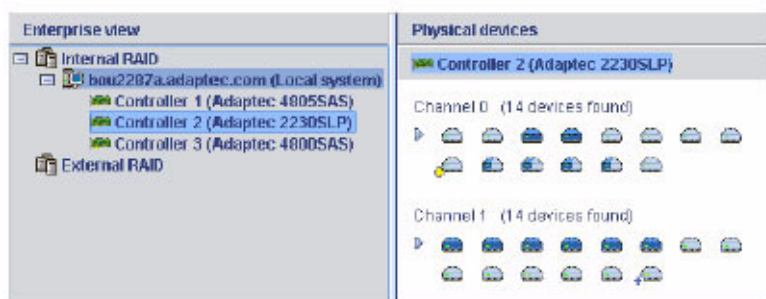 Enterprise view
Internal RAID
bou2287a.adaptec.com (Local system)
Controller 1 (Adaptec 4805SAS)
Controller 2 (Adaptec 2230SLP)
Controller 3 (Adaptec 4800SAS)
External RAID
Physical devices
Controller 2 (Adaptec 2230SLP)
Channel 0 (14 devices found)
Channel 1 (14 devices found)